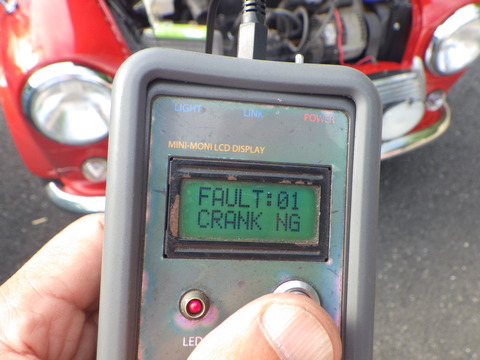 LIGHT LINK POWER
MINI-MONI LCD DISPLAY
FAULT:01
CRANK NG
LED